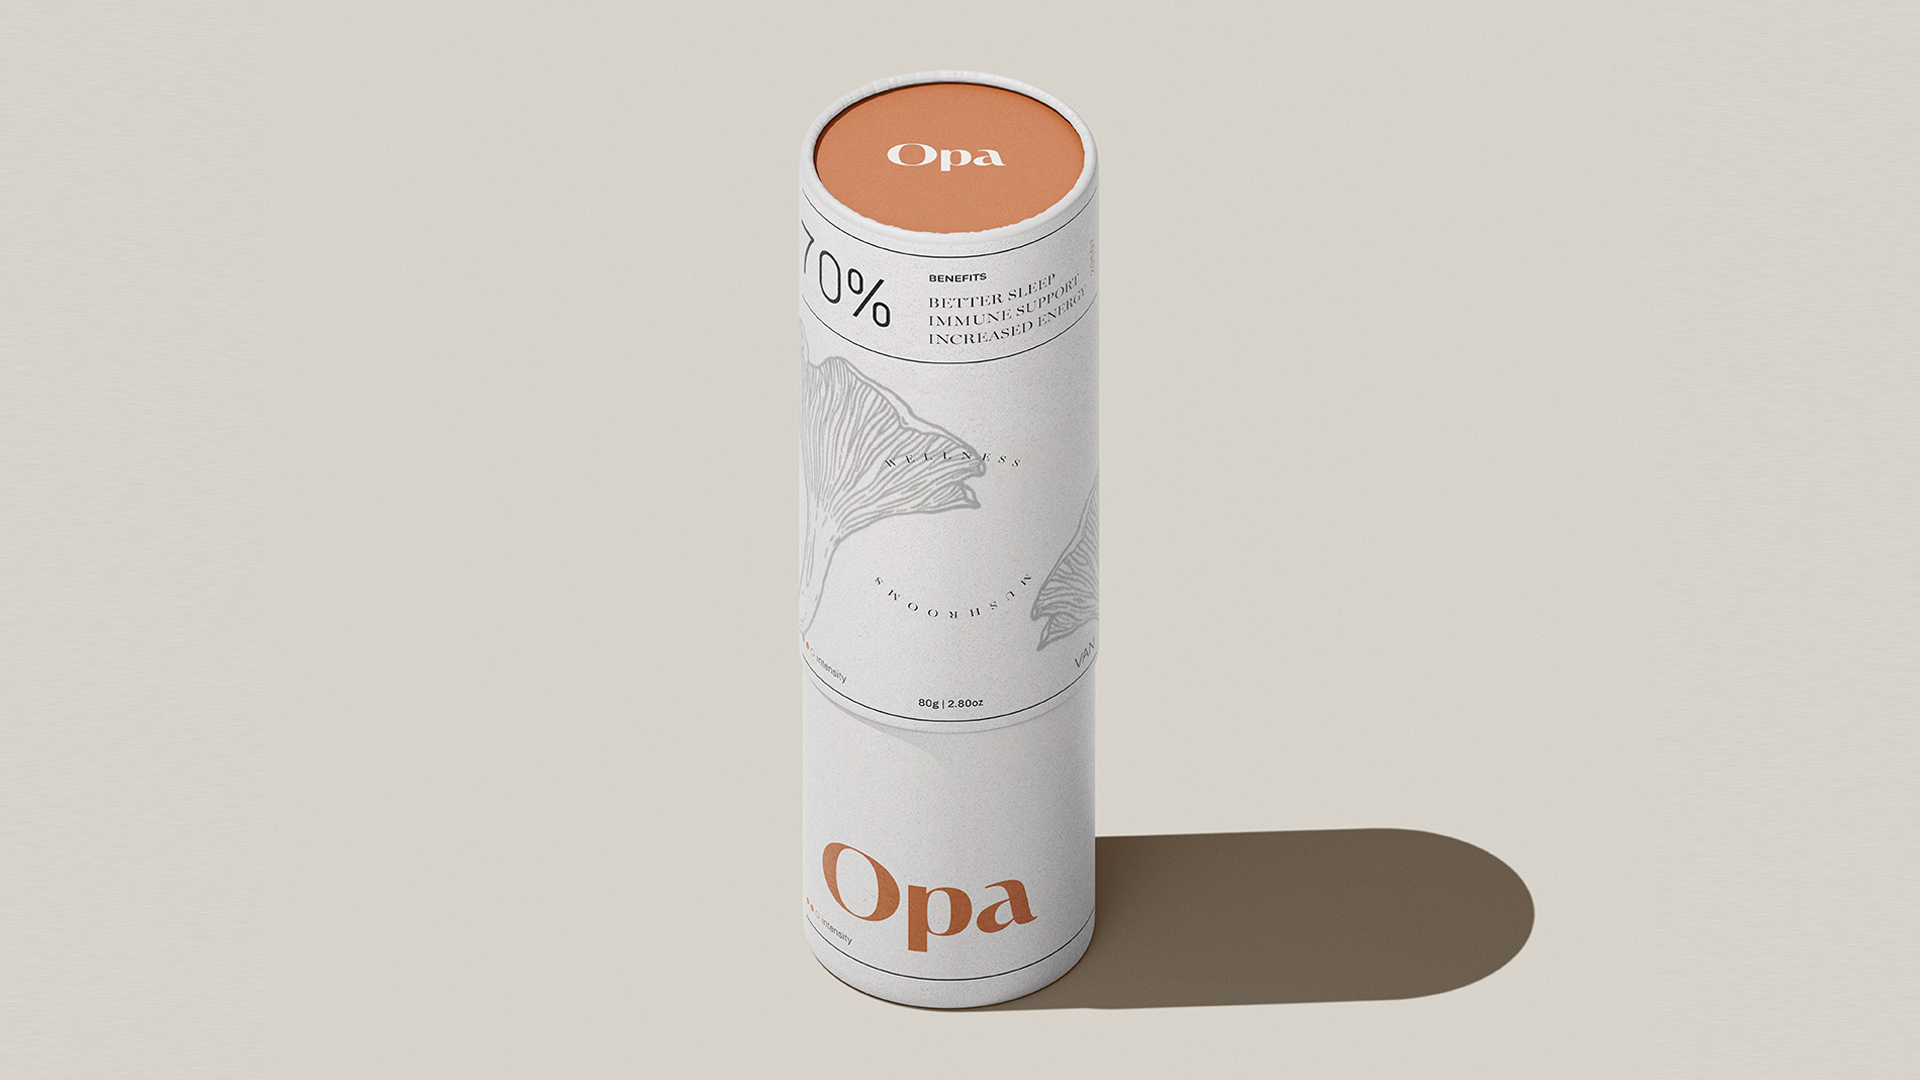 Opa
70%
BENEFITS
BETTER SLEEP
IMMUNE SUPPORT
INCREASED ENERGY
WELLNESS
MUSHROOMS
intensity
VAN
80g | 2.80oz
Opa
intensity